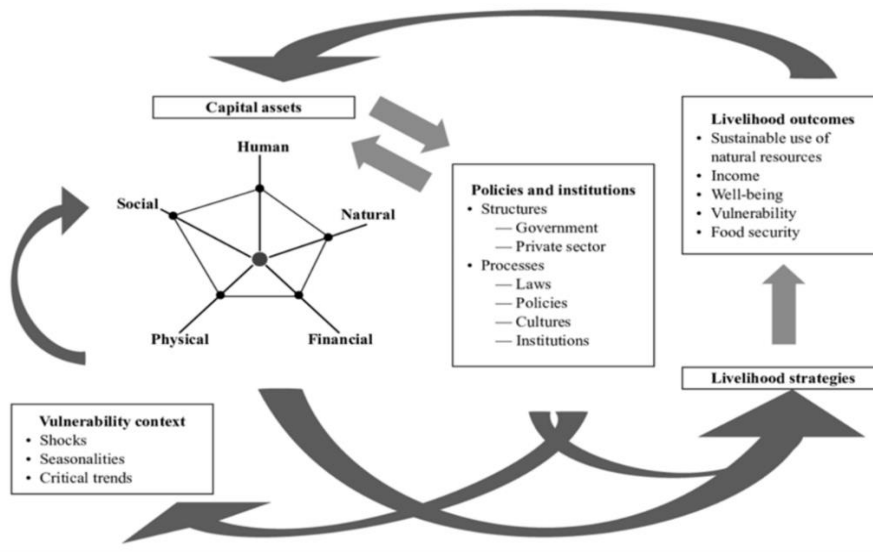 Capital assets
Human
Social
Natural
Physical
Financial
Policies and institutions
• Structures
— Government
— Private sector
• Processes
— Laws
— Policies
— Cultures
— Institutions
Livelihood outcomes
• Sustainable use of
natural resources
• Income
• Well-being
• Vulnerability
• Food security
Livelihood strategies
Vulnerability context
• Shocks
• Seasonalities
• Critical trends